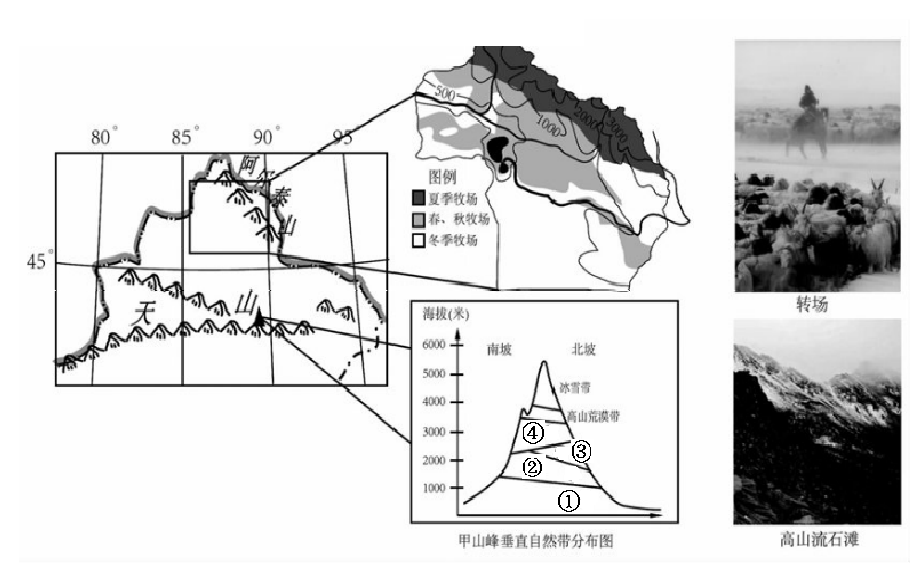 80°
85°
90°
95
45°
阿
尔
泰
山
天
山
500
1000
2000
3000
图例
夏季牧场
春、秋牧场
冬季牧场
海拔(米)
6000
5000
4000
3000
2000
1000
南坡
北坡
冰雪带
高山荒漠带
④
③
②
①
甲山峰垂直自然带分布图
转场
高山流石滩